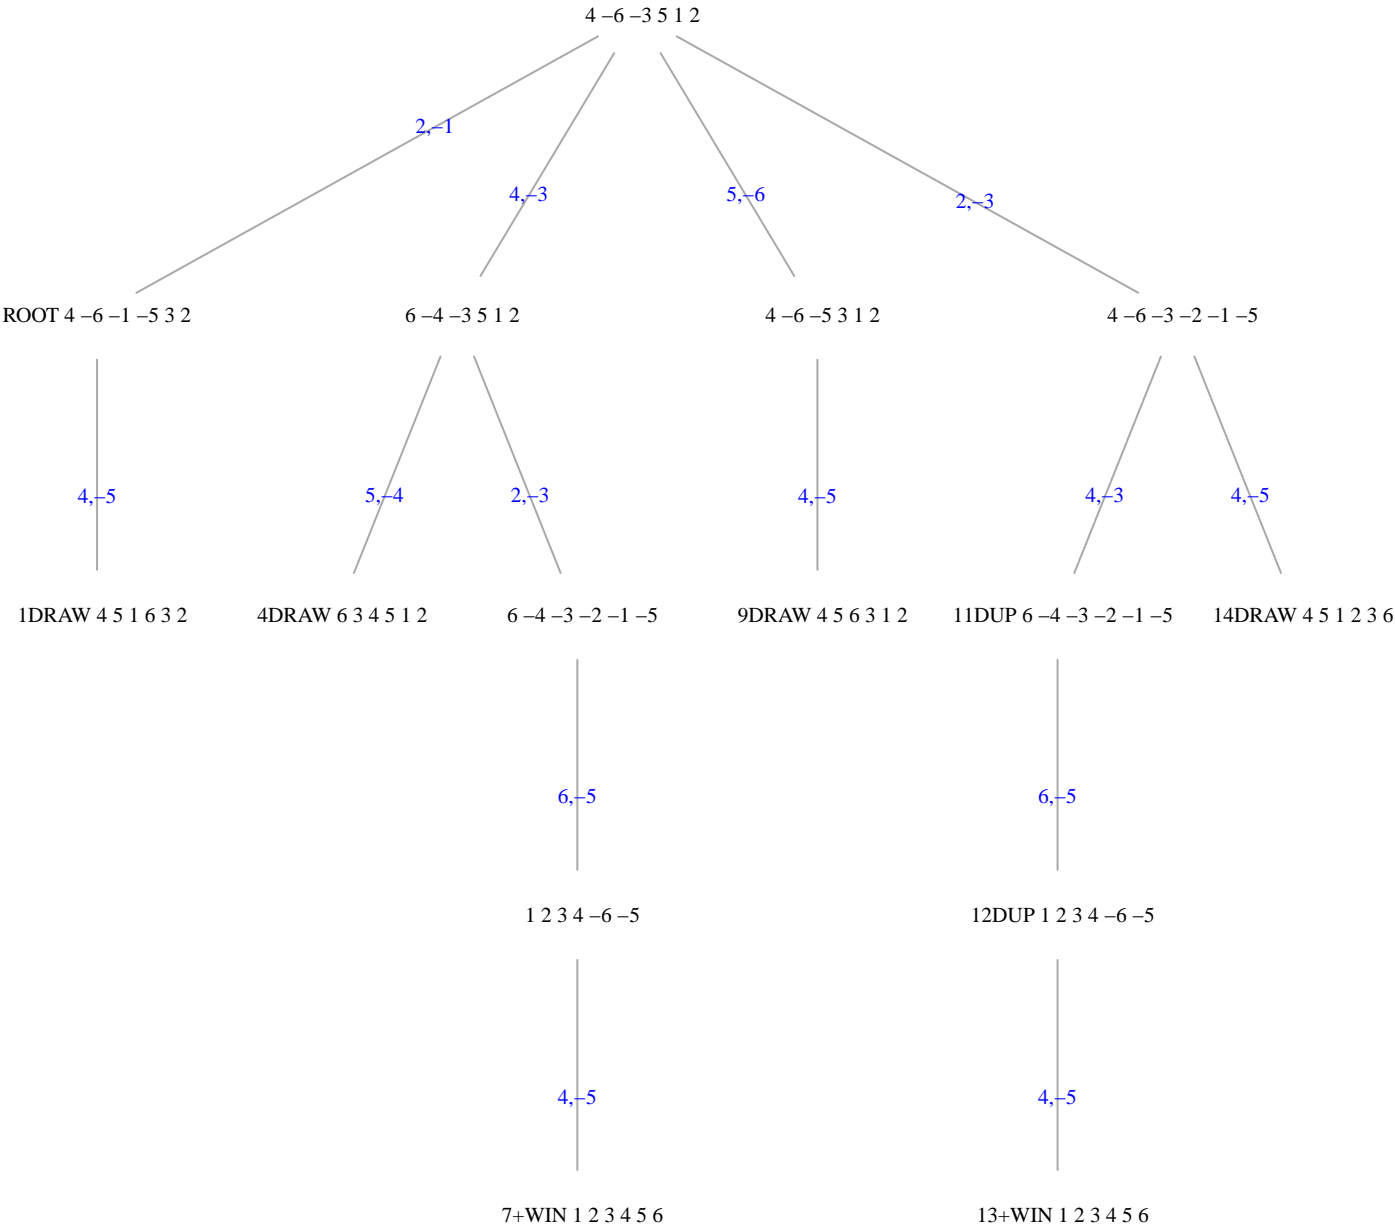 4 –6 –3 5 1 2
2,–1
4,–3
5,–6
2,–3
ROOT 4 –6 –1 –5 3 2
6 –4 –3 5 1 2
4 –6 –5 3 1 2
4 –6 –3 –2 –1 –5
4,–5
5,–4
2,–3
4,–5
4,–3
4,–5
1DRAW 4 5 1 6 3 2
4DRAW 6 3 4 5 1 2
6 –4 –3 –2 –1 –5
9DRAW 4 5 6 3 1 2
11DUP 6 –4 –3 –2 –1 –5
14DRAW 4 5 1 2 3 6
6,–5
6,–5
1 2 3 4 –6 –5
12DUP 1 2 3 4 –6 –5
4,–5
4,–5
7+WIN 1 2 3 4 5 6
13+WIN 1 2 3 4 5 6